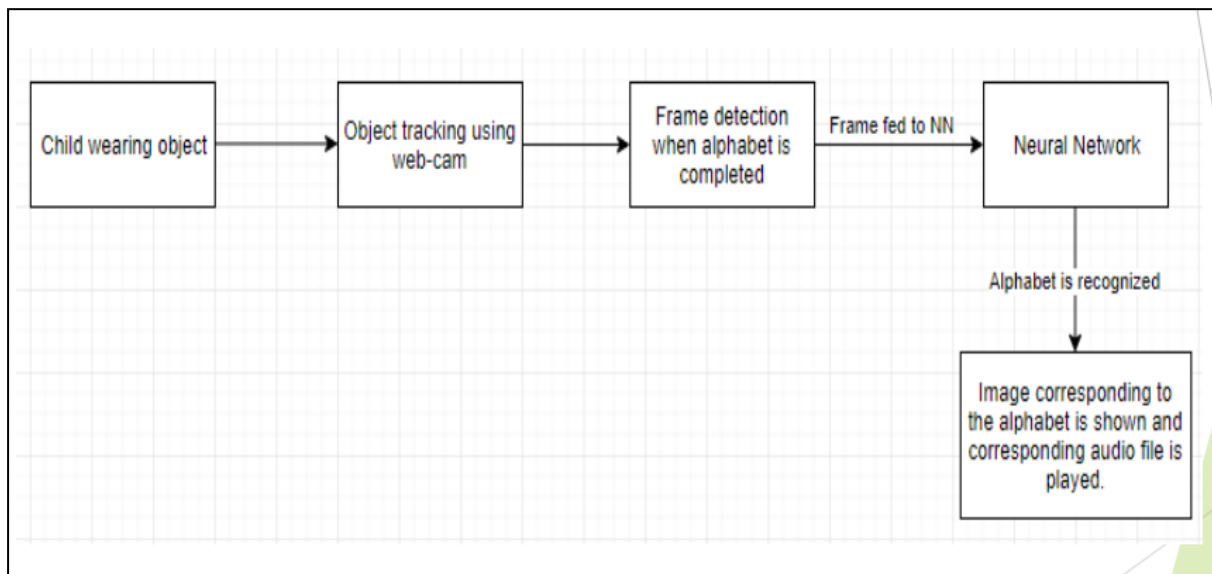 Child wearing object
Object tracking using
web-cam
Frame detection
when alphabet is
completed
Frame fed to NN
Neural Network
Alphabet is recognized
Image corresponding to
the alphabet is shown and
corresponding audio file is
played.